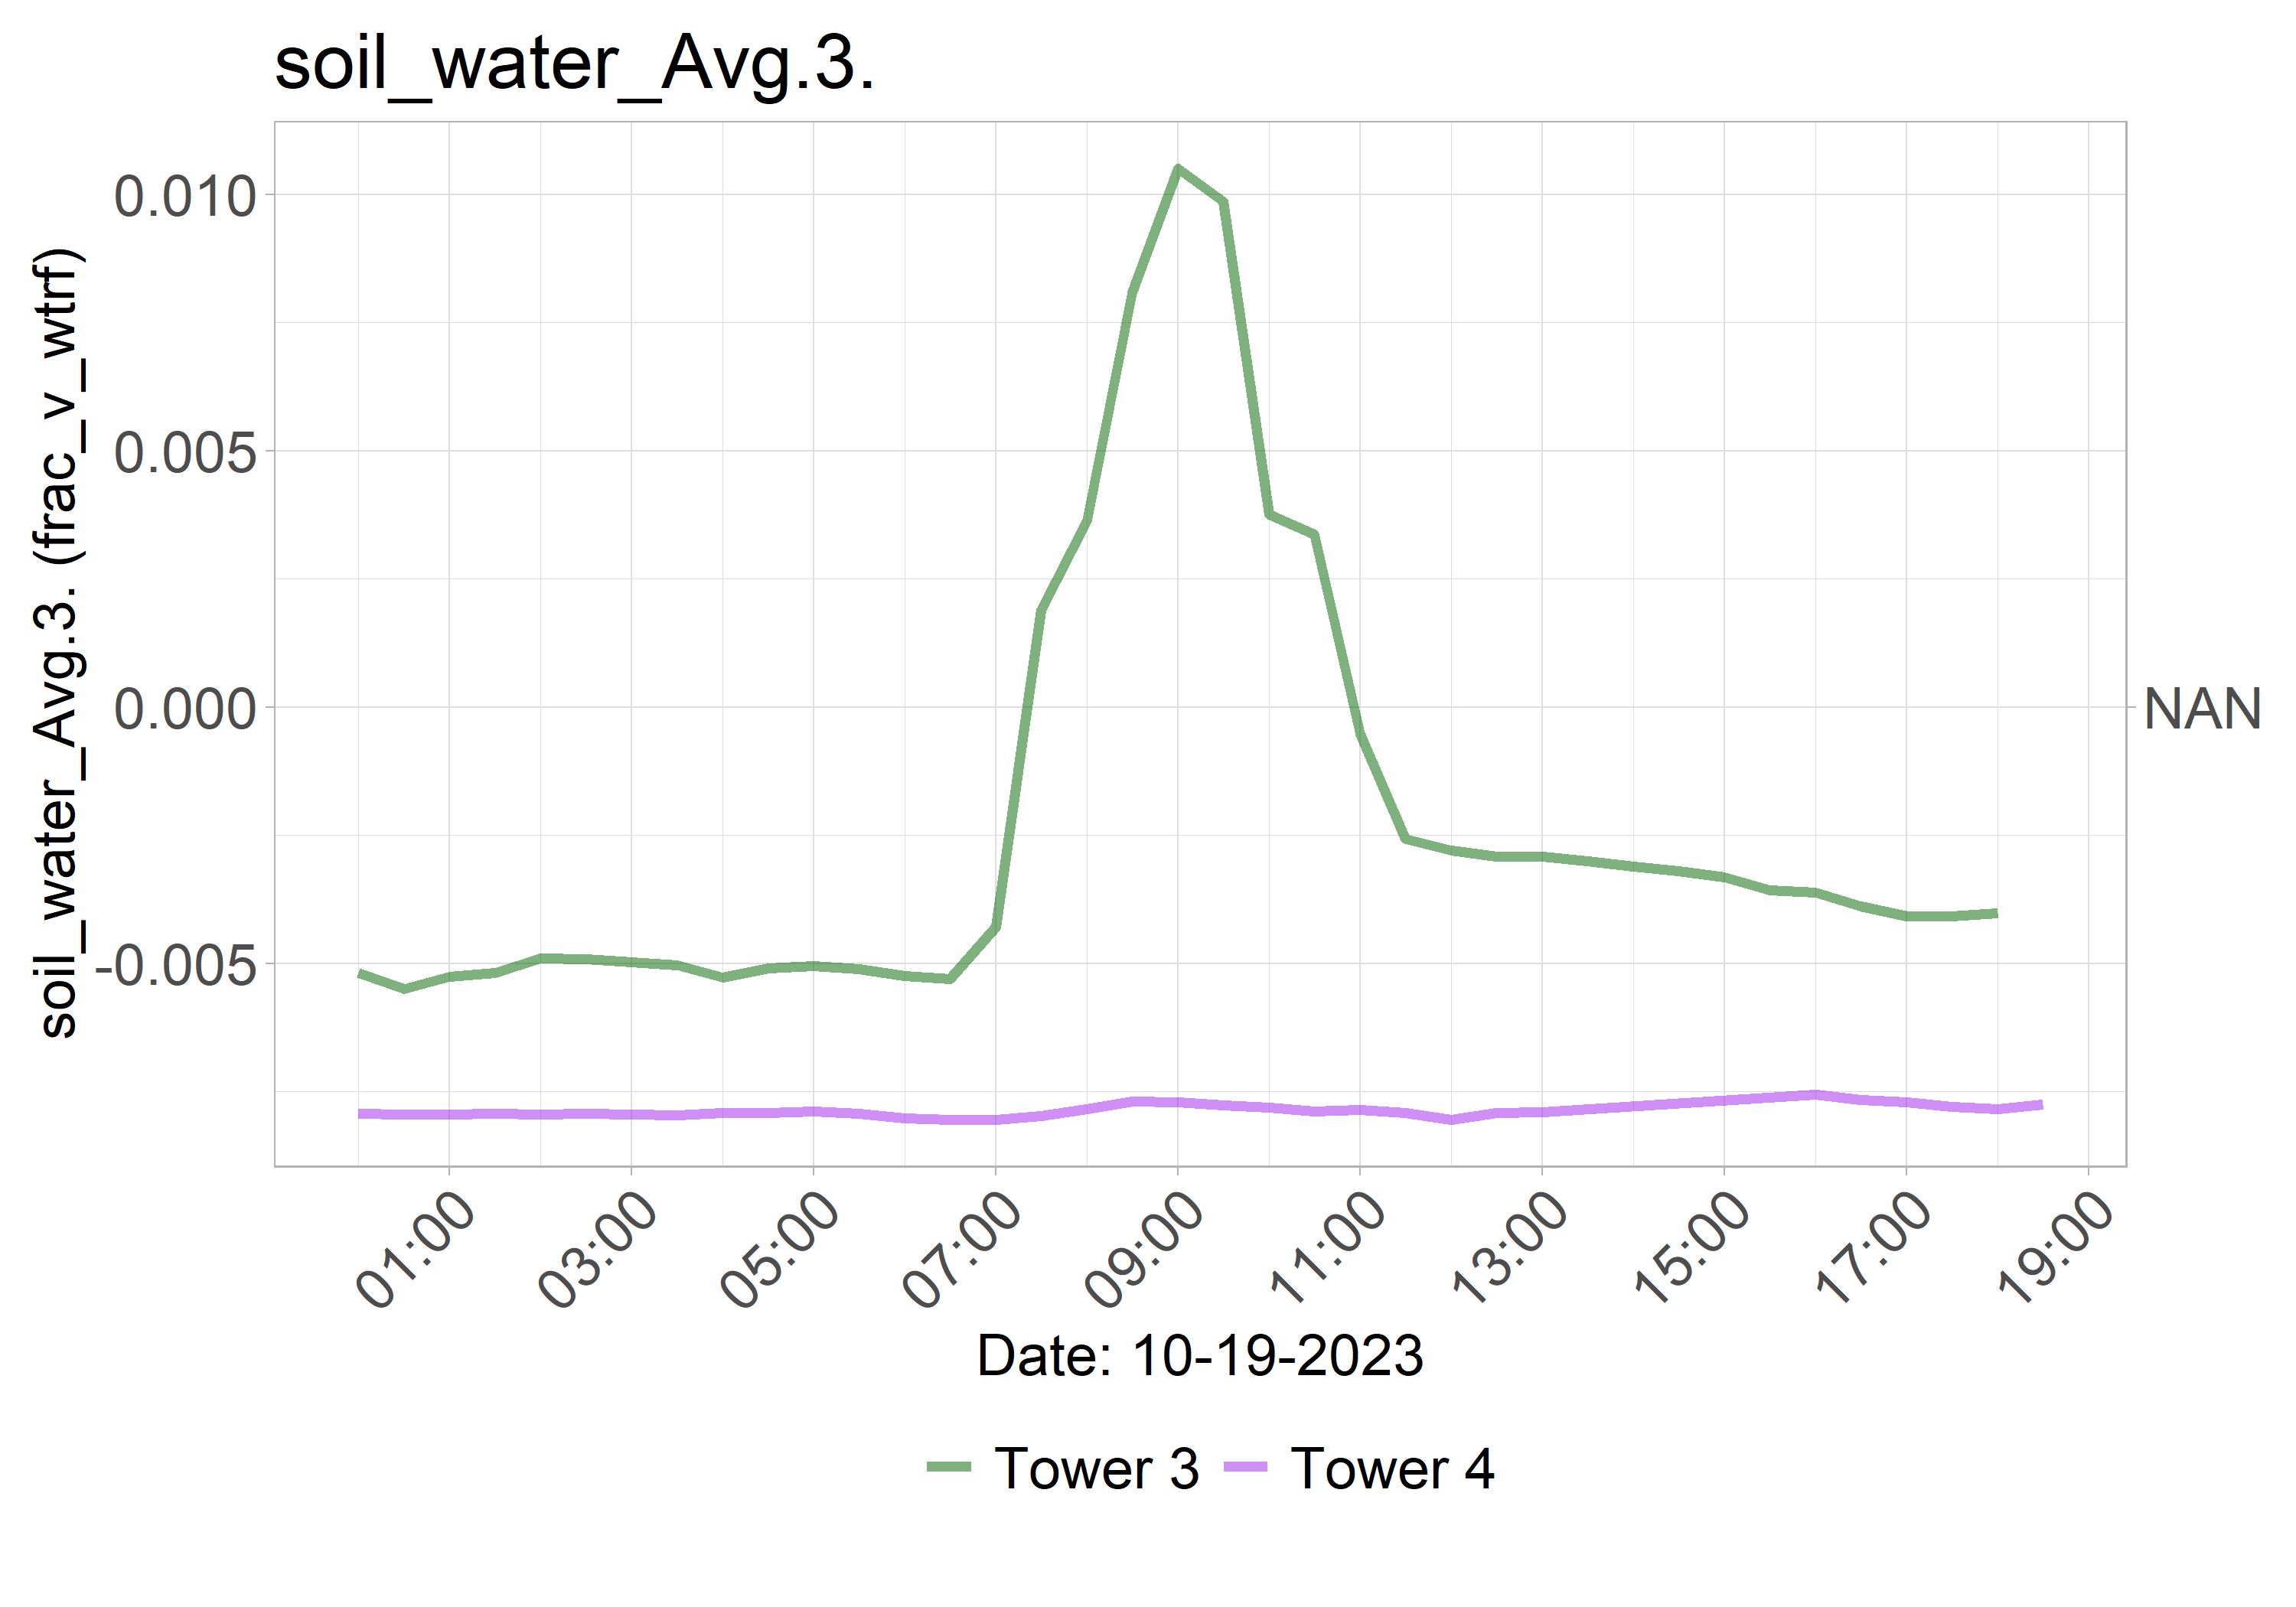 soil_water_Avg.3.
soil_water_Avg.3. (frac_v_wtrf)
0.010
0.005
0.000
-0.005
NAN
01:00
03:00
05:00
07:00
09:00
11:00
13:00
15:00
17:00
19:00
Date: 10-19-2023
Tower 3
Tower 4